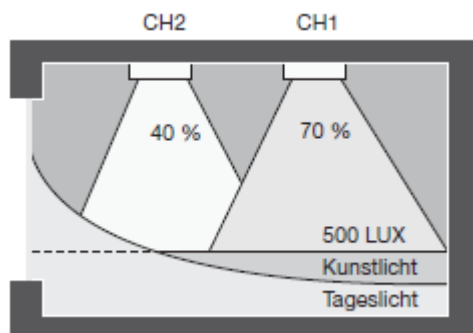 CH2 CH1
40 % 70 %
500 LUX
Kunstlicht
Tageslicht